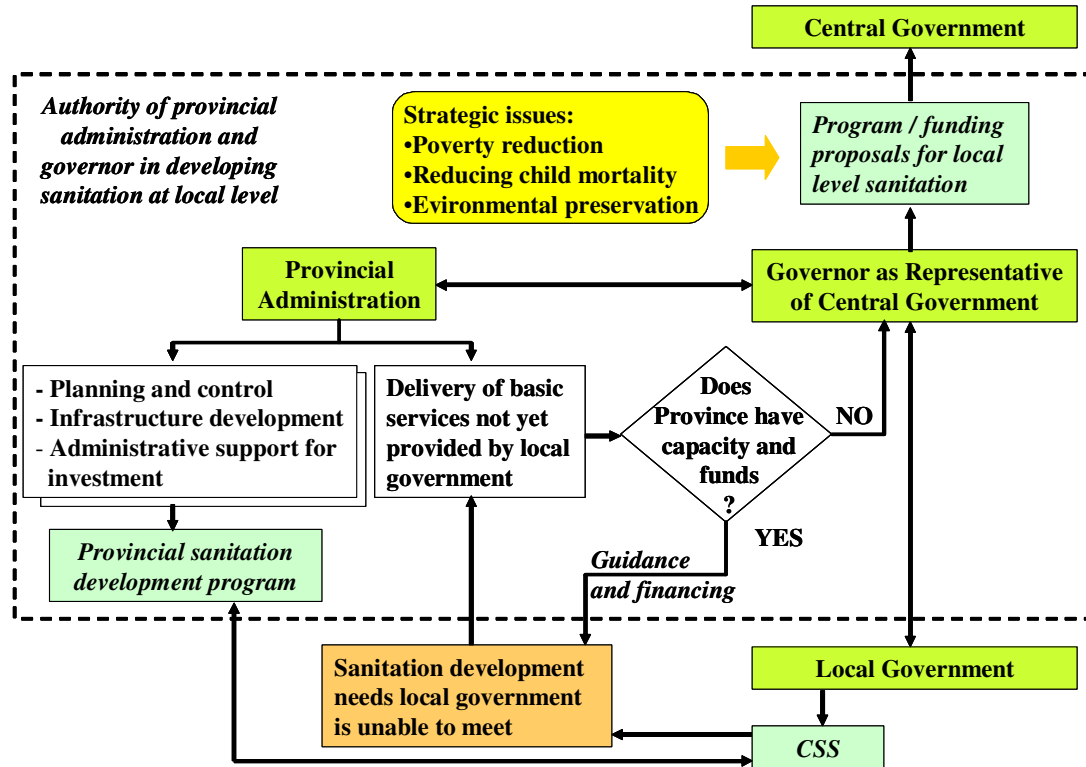 Central Government
Authority of provincial
administration and
governor in developing
sanitation at local level
Strategic issues:
•Poverty reduction
•Reducing child mortality
•Evironmental preservation
Program / funding
proposals for local
level sanitation
Provincial
Administration
Governor as Representative
of Central Government
- Planning and control
- Infrastructure development
- Administrative support for
investment
Delivery of basic
services not yet
provided by local
government
Does
Province have
capacity and
funds
?
NO
YES
Provincial sanitation
development program
Guidance
and financing
Sanitation development
needs local government
is unable to meet
Local Government
CSS